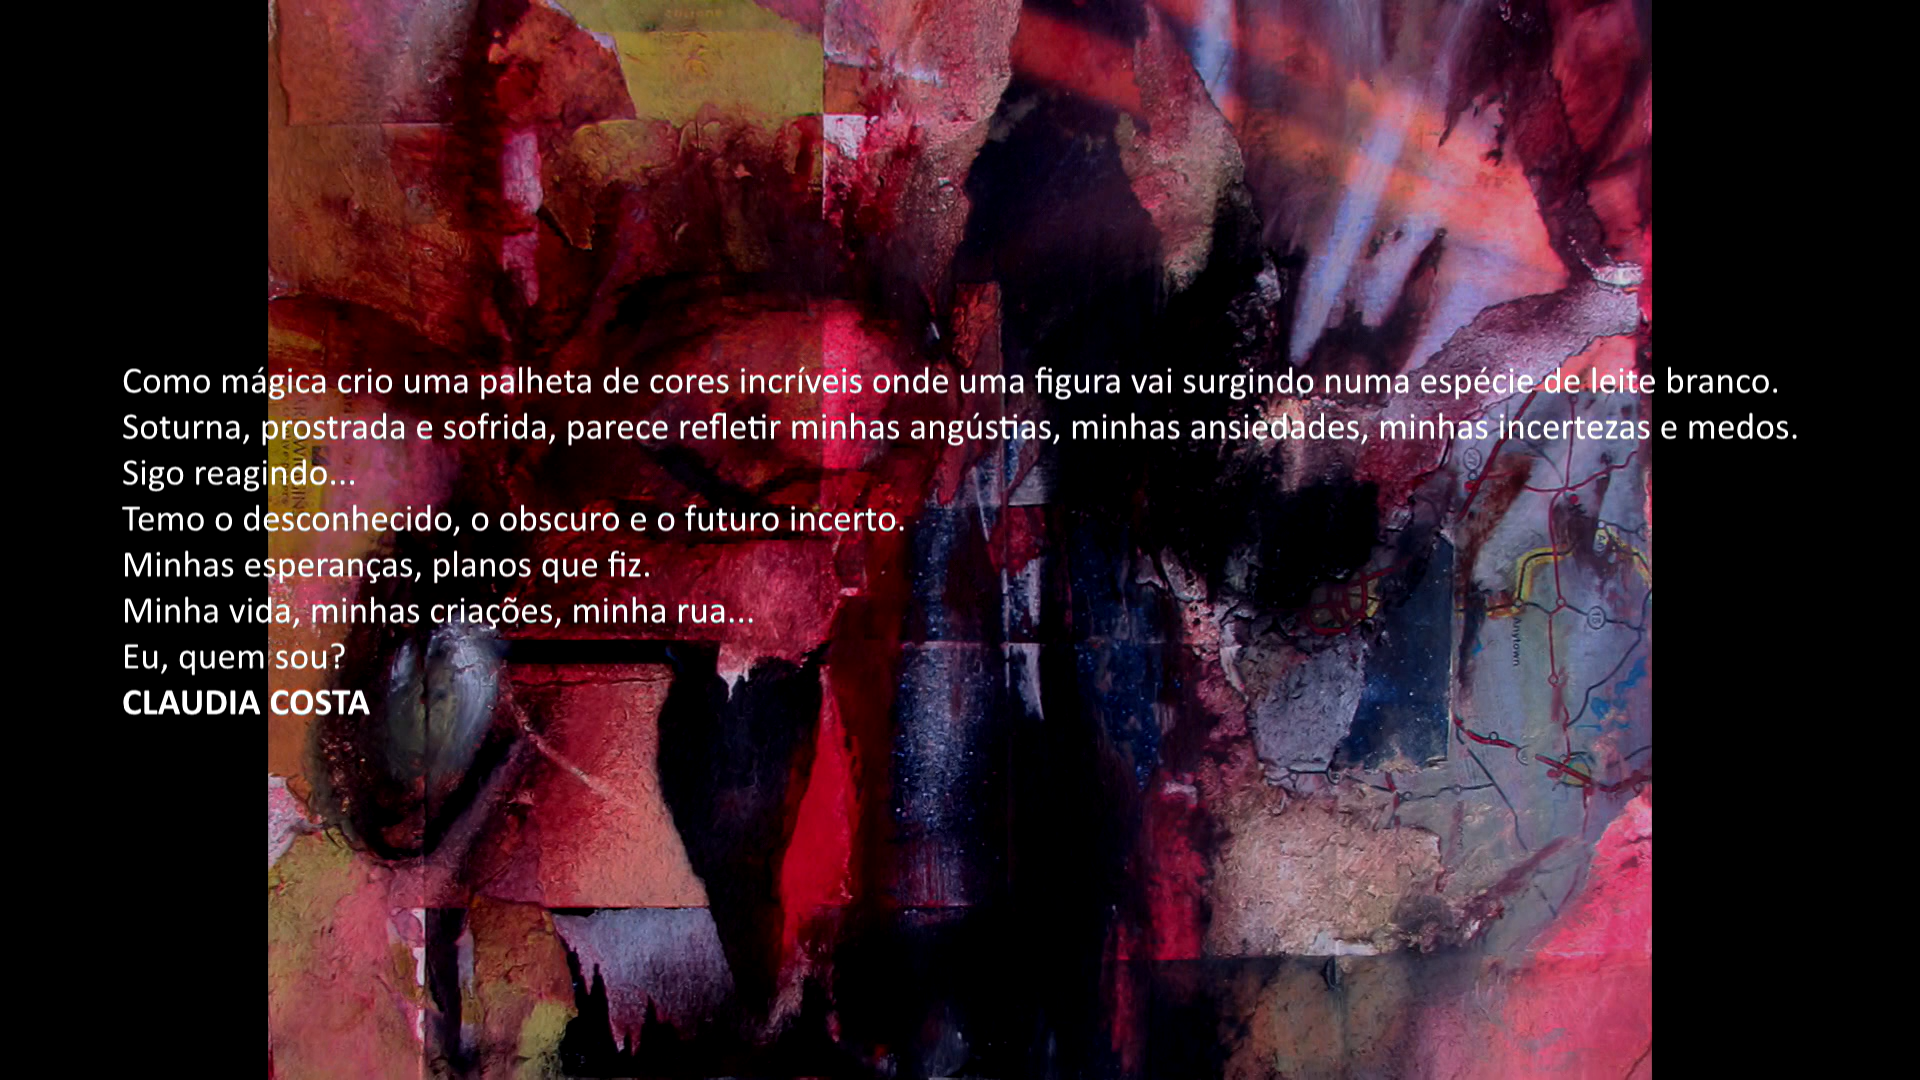 Como mágica crio uma palheta de cores incríveis onde uma figura vai surgindo numa espécie de leite branco.
Soturna, prostrada e sofrida, parece refletir minhas angústias, minhas ansiedades, minhas incertezas e medos.
Sigo reagindo...
Temo o desconhecido, o obscuro e o futuro incerto.
Minhas esperanças, planos que fiz.
Minha vida, minhas criações, minha rua...
Eu, quem sou?
CLAUDIA COSTA
Anytown